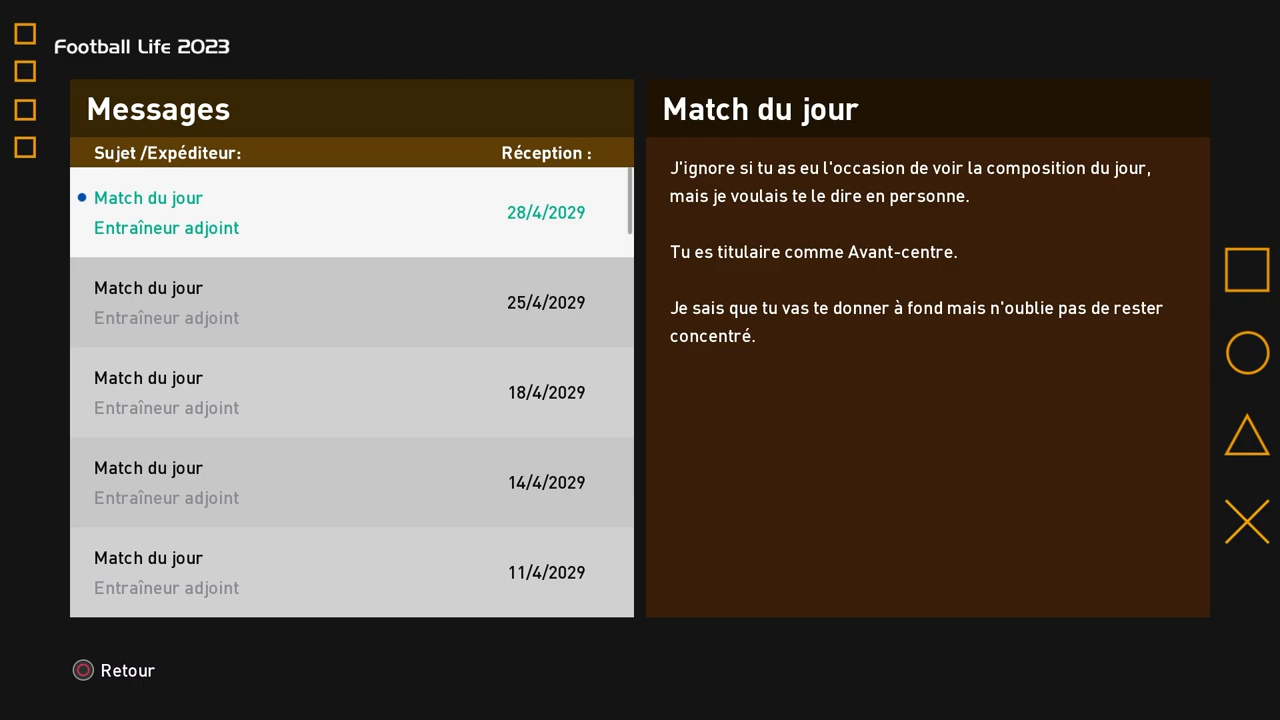 Football Life 2023
Messages
Sujet /Expéditeur:
Réception :
Match du jour
Entraîneur adjoint
28/4/2029
Match du jour
Entraîneur adjoint
25/4/2029
Match du jour
Entraîneur adjoint
18/4/2029
Match du jour
Entraîneur adjoint
14/4/2029
Match du jour
Entraîneur adjoint
11/4/2029
Match du jour
J'ignore si tu as eu l'occasion de voir la composition du jour,
mais je voulais te le dire en personne.
Tu es titulaire comme Avant-centre.
Je sais que tu vas te donner à fond mais n'oublie pas de rester
concentré.
Retour